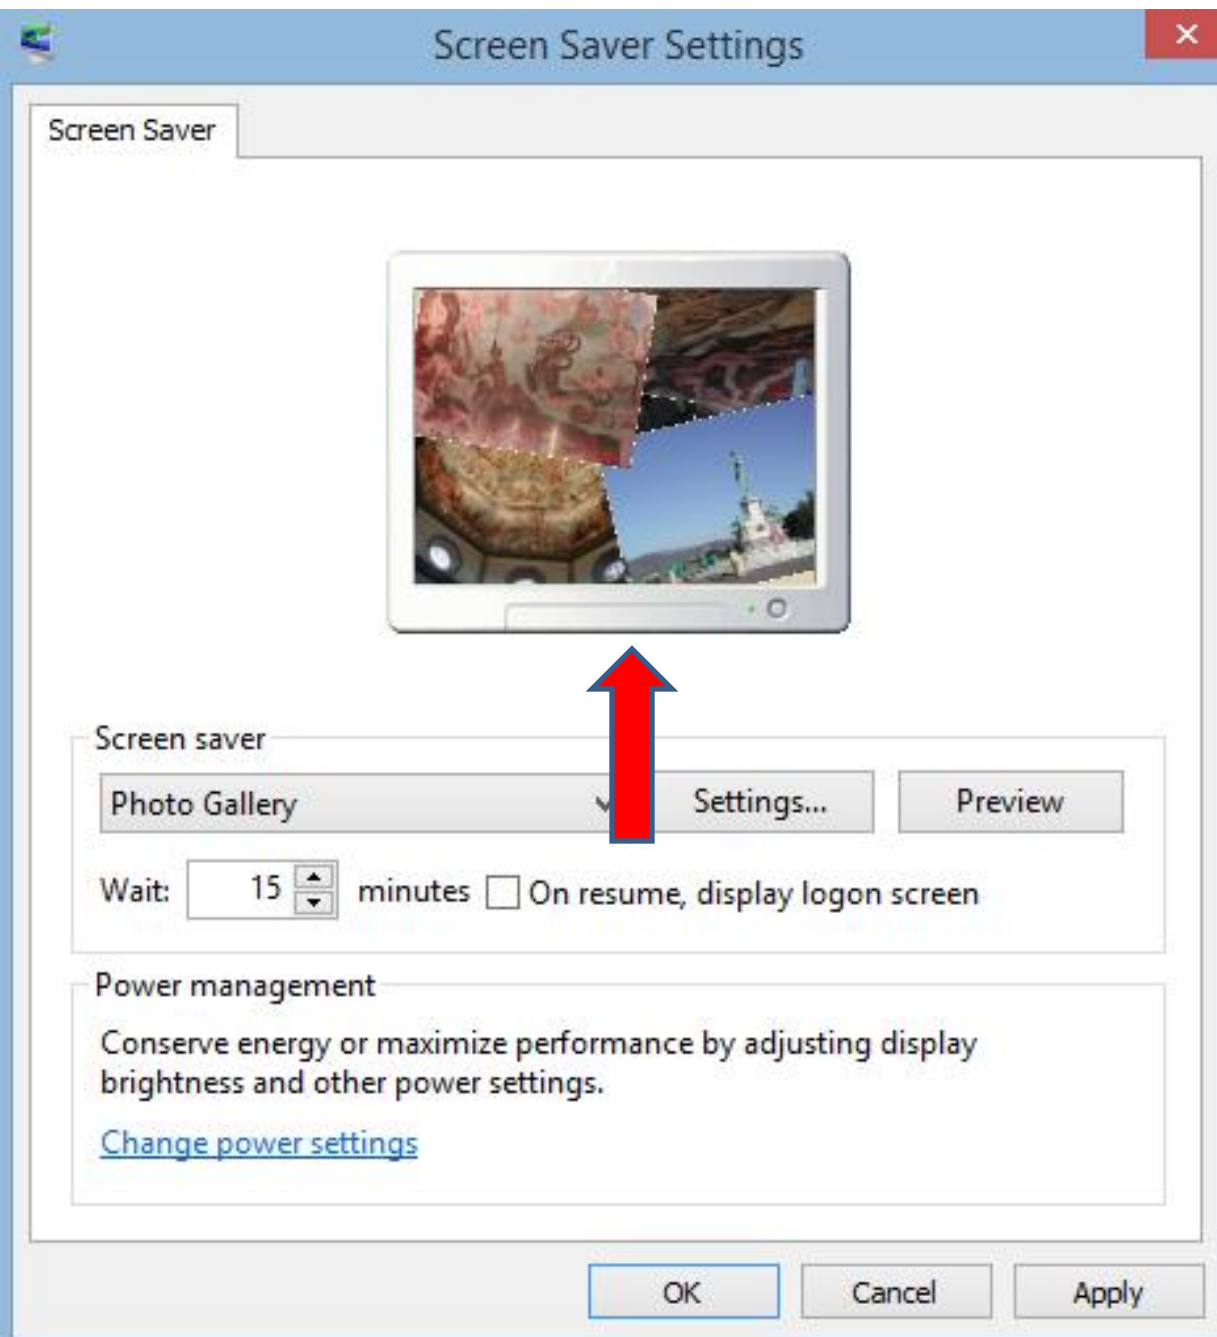 Screen Saver Settings
Screen Saver
Screen saver
Photo Gallery
Settings...
Preview
Wait: 15 minutes On resume, display logon screen
Power management
Conserve energy or maximize performance by adjusting display
brightness and other power settings.
Change power settings
OK Cancel Apply